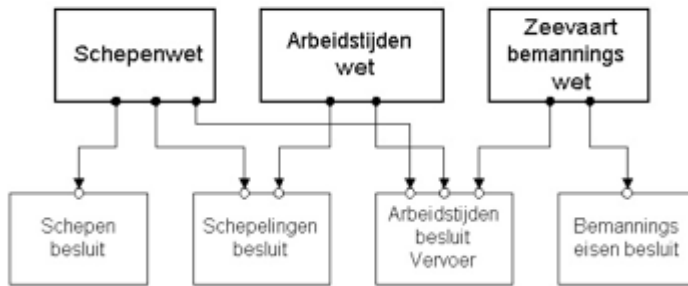 Schepenwet
Arbeidstijden
wet
Zeevaart
bemannings
wet
Schepen
besluit
Schepelingen
besluit
Arbeidstijden
besluit
Vervoer
Bemannings
eisen besluit